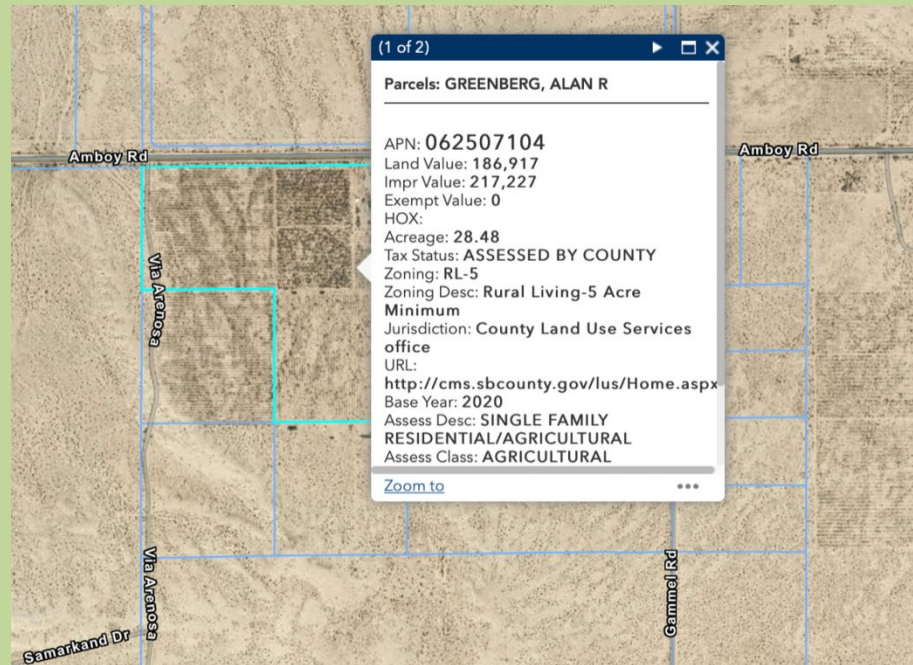 (1 of 2)
Parcels: GREENBERG, ALAN R
APN: 062507104
Land Value: 186,917
Impr Value: 217,227
Exempt Value: 0
HOX:
Acreage: 28.48
Tax Status: ASSESSED BY COUNTY
Zoning: RL-5
Zoning Desc: Rural Living-5 Acre
Minimum
Jurisdiction: County Land Use Services
office
URL:
http://cms.sbcounty.gov/lus/Home.aspx
Base Year: 2020
Assess Desc: SINGLE FAMILY
RESIDENTIAL/AGRICULTURAL
Assess Class: AGRICULTURAL
Zoom to
Amboy Rd
Amboy Rd
Via Arenosa
Via Arenosa
Gammel Rd
Samarkand Dr